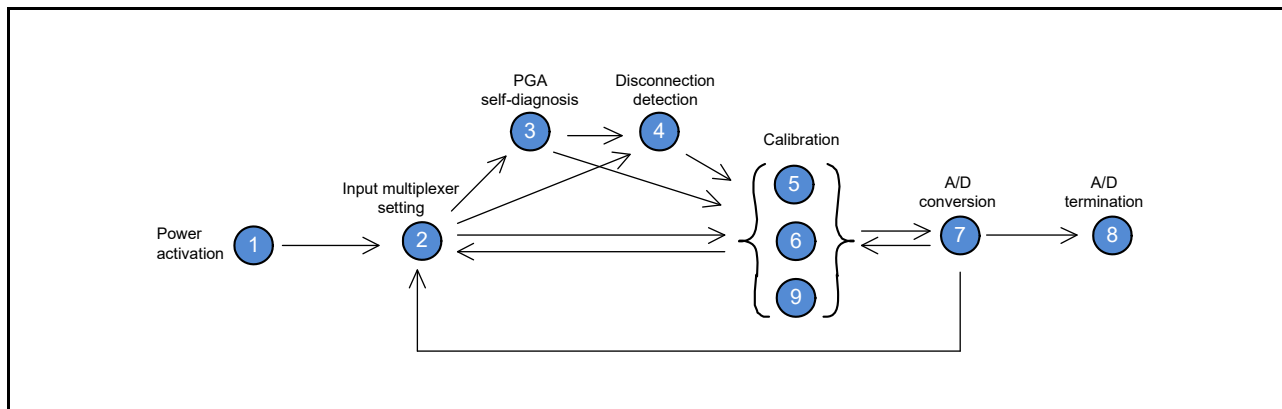 PGA
self-diagnosis
3
Disconnection
detection
4
Calibration
5
6
9
Input multiplexer
setting
2
Power
activation
1
A/D
conversion
7
A/D
termination
8